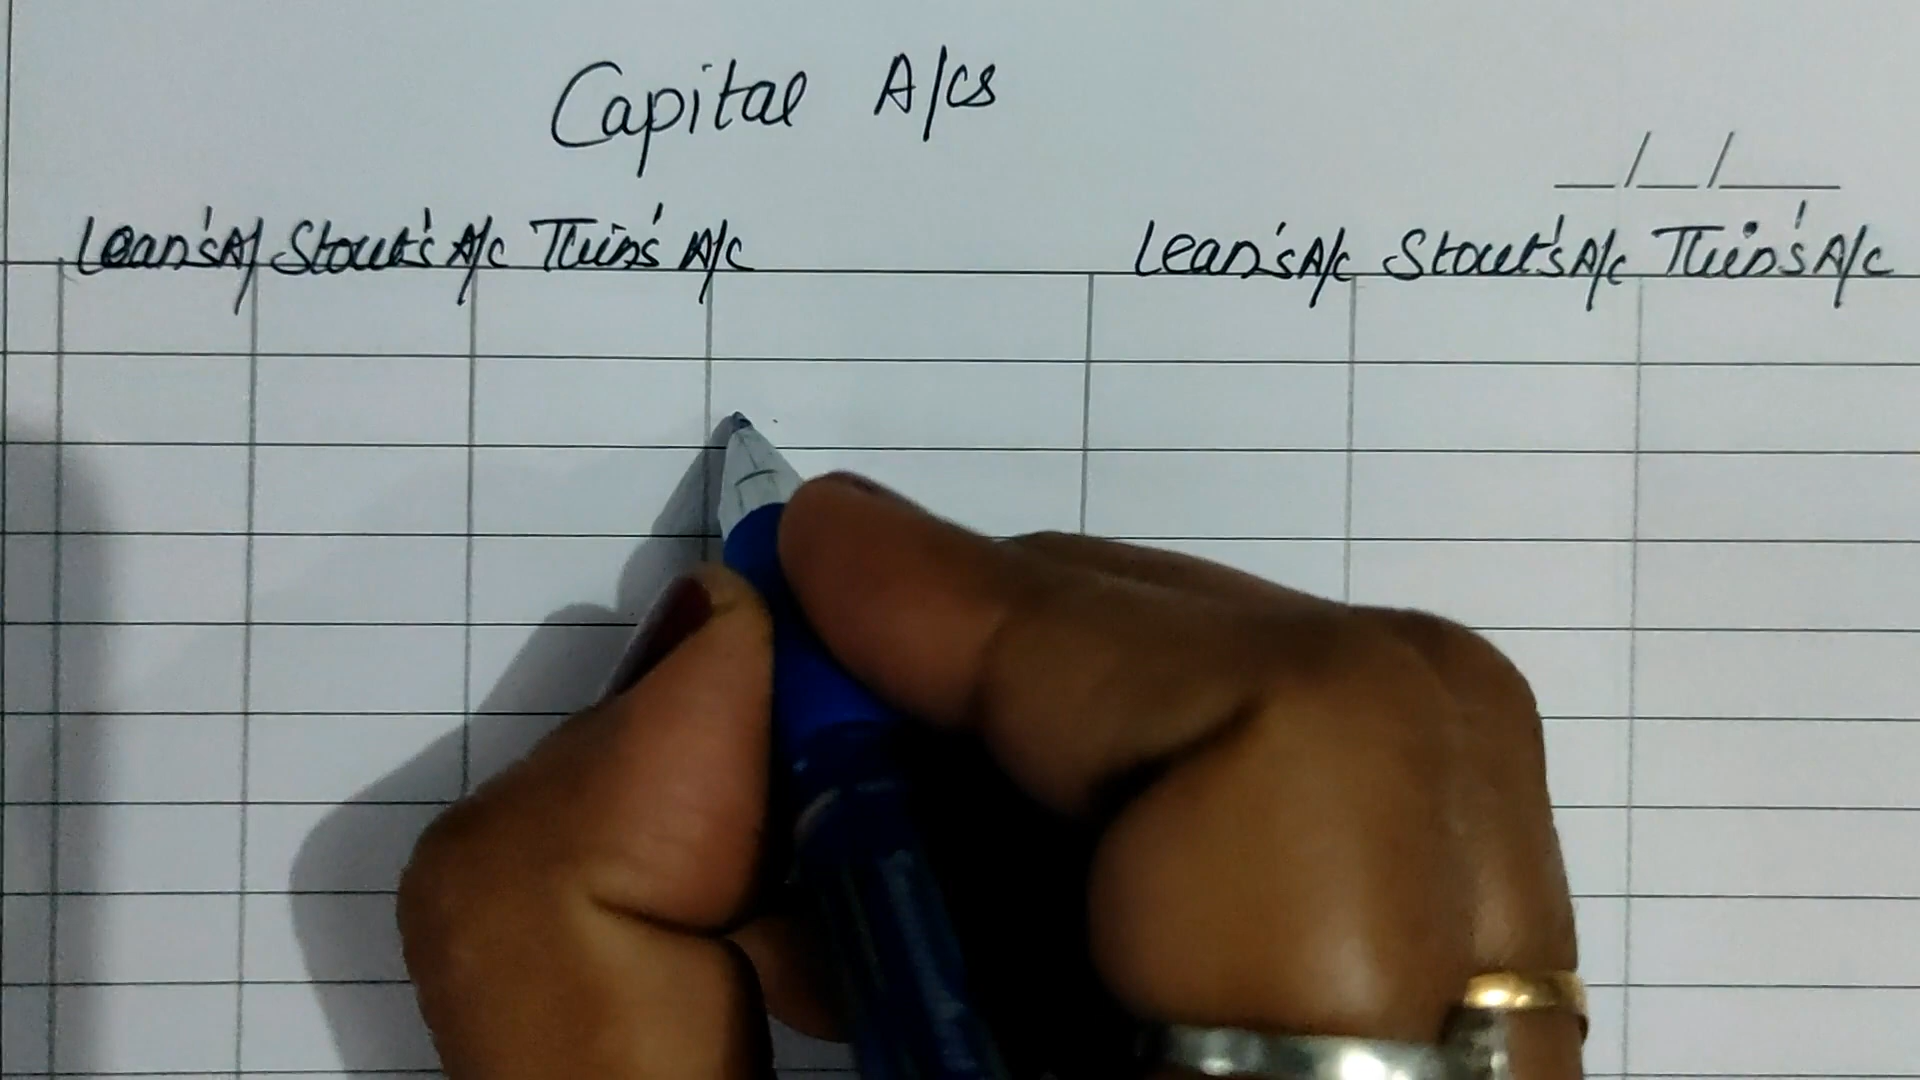 Capital A/cs
__/__/____
Lean's A/ Stout's A/c Thin's A/c Lean's A/c Stout's A/c Thin's A/c